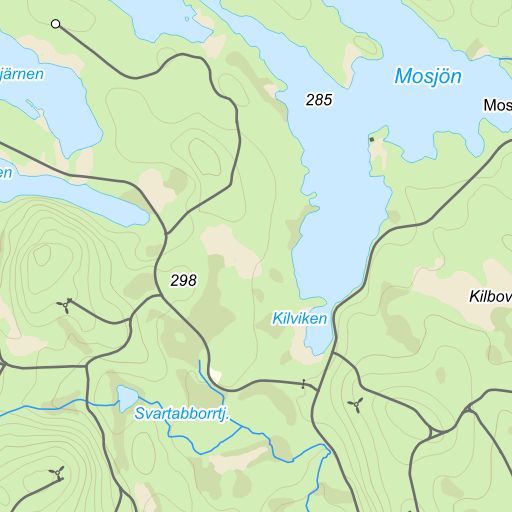 järnen
Mosjön
285
Mos
en
298
Kilbov
Kilviken
Svartabborrtj.